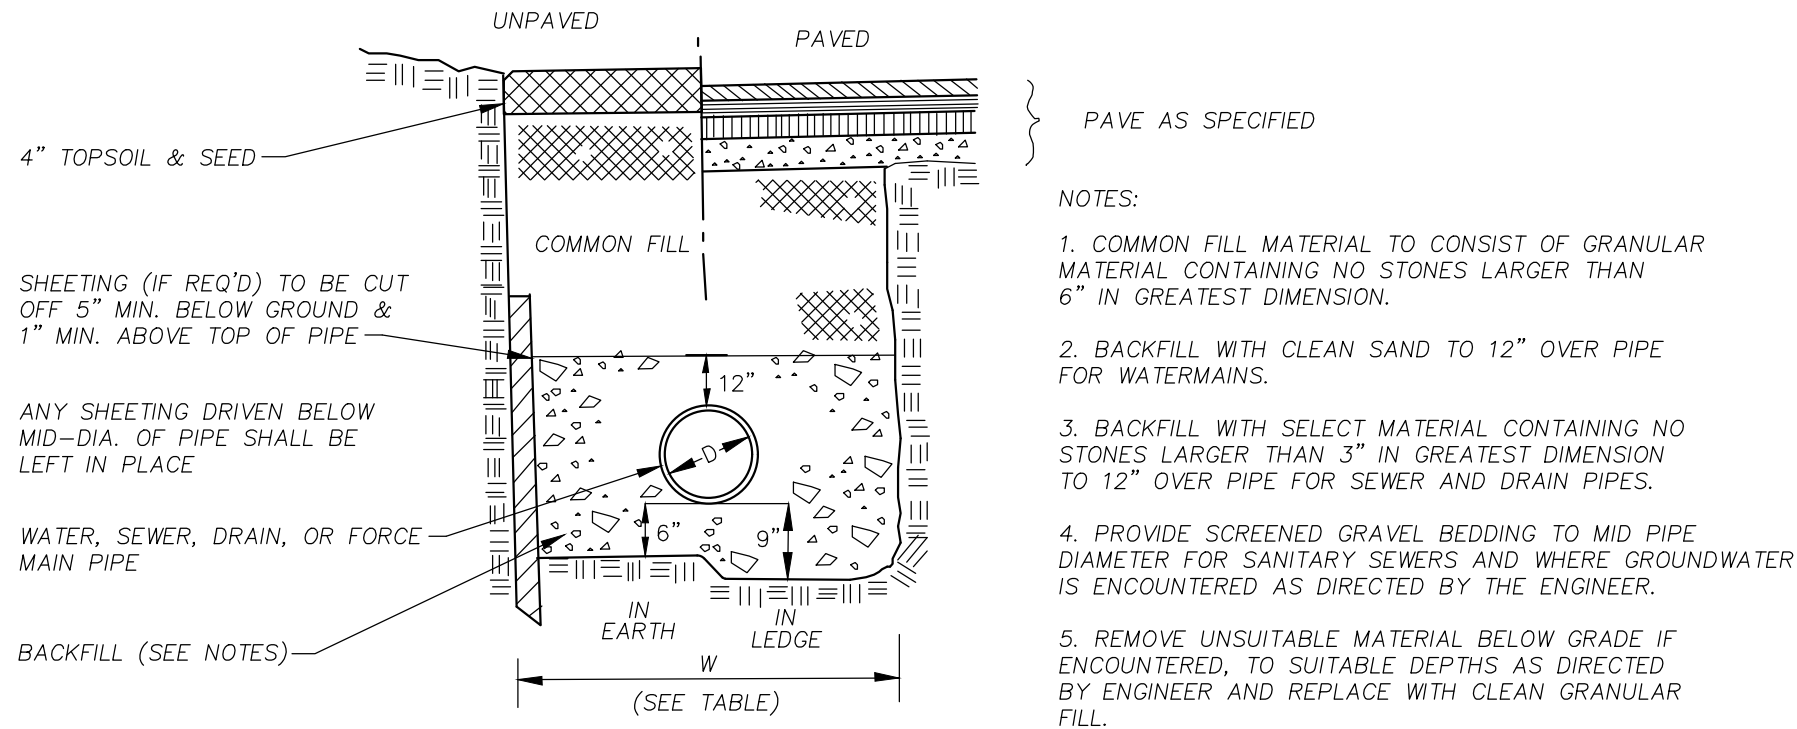 UNPAVED
PAVED
PAVE AS SPECIFIED
4” TOPSOIL & SEED
COMMON FILL
SHEETING (IF REQ’D) TO BE CUT
OFF 5” MIN. BELOW GROUND &
1” MIN. ABOVE TOP OF PIPE
12”
ANY SHEETING DRIVEN BELOW
MID–DIA. OF PIPE SHALL BE
LEFT IN PLACE
D
WATER, SEWER, DRAIN, OR FORCE
MAIN PIPE
6”
9”
IN
EARTH
IN
LEDGE
BACKFILL (SEE NOTES)
W
(SEE TABLE)
NOTES:
1. COMMON FILL MATERIAL TO CONSIST OF GRANULAR
MATERIAL CONTAINING NO STONES LARGER THAN
6” IN GREATEST DIMENSION.
2. BACKFILL WITH CLEAN SAND TO 12” OVER PIPE
FOR WATERMAINS.
3. BACKFILL WITH SELECT MATERIAL CONTAINING NO
STONES LARGER THAN 3” IN GREATEST DIMENSION
TO 12” OVER PIPE FOR SEWER AND DRAIN PIPES.
4. PROVIDE SCREENED GRAVEL BEDDING TO MID PIPE
DIAMETER FOR SANITARY SEWERS AND WHERE GROUNDWATER
IS ENCOUNTERED AS DIRECTED BY THE ENGINEER.
5. REMOVE UNSUITABLE MATERIAL BELOW GRADE IF
ENCOUNTERED, TO SUITABLE DEPTHS AS DIRECTED
BY ENGINEER AND REPLACE WITH CLEAN GRANULAR
FILL.